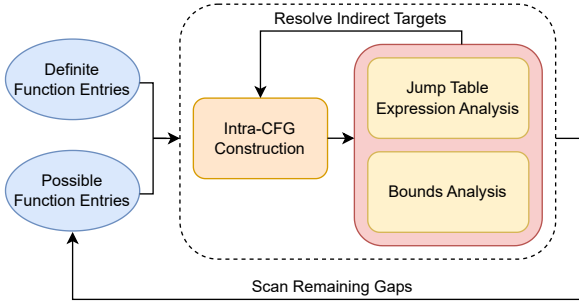 Resolve Indirect Targets
Definite
Function Entries
Jump Table
Expression Analysis
Intra-CFG
Construction
Possible
Function Entries
Bounds Analysis
Scan Remaining Gaps